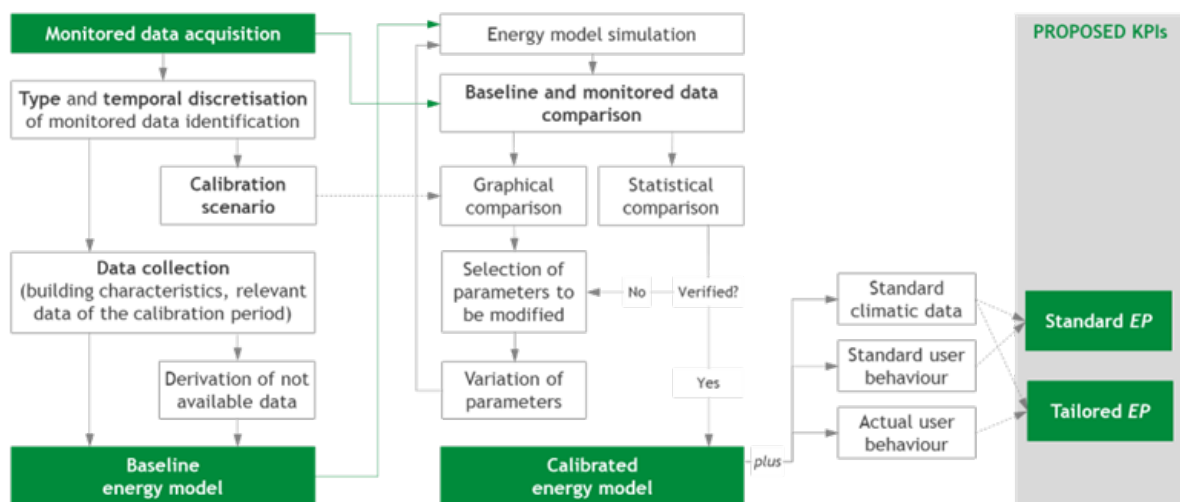 Monitored data acquisition
Type and temporal discretisation
of monitored data identification
Calibration
scenario
Data collection
(building characteristics, relevant
data of the calibration period)
Derivation of not
available data
Baseline
energy model
Energy model simulation
Baseline and monitored data
comparison
Graphical
comparison
Statistical
comparison
Selection of
parameters to
be modified
No
Verified?
Variation of
parameters
Yes
Calibrated
energy model
plus
Standard
climatic data
Standard user
behaviour
Actual user
behaviour
PROPOSED KPIs
Standard EP
Tailored EP